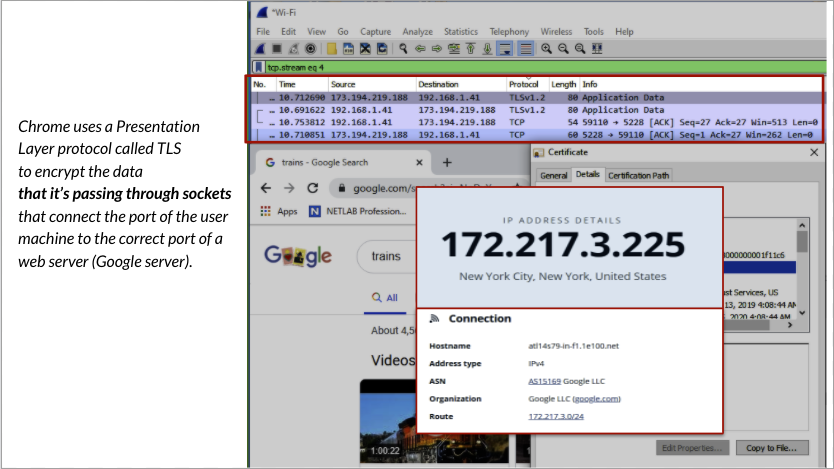 Chrome uses a Presentation
Layer protocol called TLS
to encrypt the data
that it's passing through sockets
that connect the port of the user
machine to the correct port of a
web server (Google server).
*Wi-Fi
File Edit View Go Capture Analyze Statistics Telephony Wireless Tools Help
tcp.stream eq 4
No. Time Source Destination Protocol Length Info
… 10.712690 173.194.219.188 192.168.1.41 TLSv1.2 80 Application Data
… 10.691622 192.168.1.41 173.194.219.188 TLSv1.2 80 Application Data
… 10.753812 192.168.1.41 173.194.219.188 TCP 54 59110 → 5228 [ACK] Seq=27 Ack=27 Win=513 Len=0
… 10.710851 173.194.219.188 192.168.1.41 TCP 60 5228 → 59110 [ACK] Seq=1 Ack=27 Win=262 Len=0
trains - Google Search
google.com/s
Apps NETLAB Profession...
Google
trains
All
About 4,5
Videos
1:00:22
Certificate
General Details Certification Path
000000001f11c6
st Services, US
13, 2019 4:08:44 AM
2020 4:08:44 AM
Edit Properties... Copy to File...
IP ADDRESS DETAILS
172.217.3.225
New York City, New York, United States
Connection
Hostname atl14s79-in-f1.1e100.net
Address type IPv4
ASN AS15169 Google LLC
Organization Google LLC (google.com)
Route 172.217.3.0/24